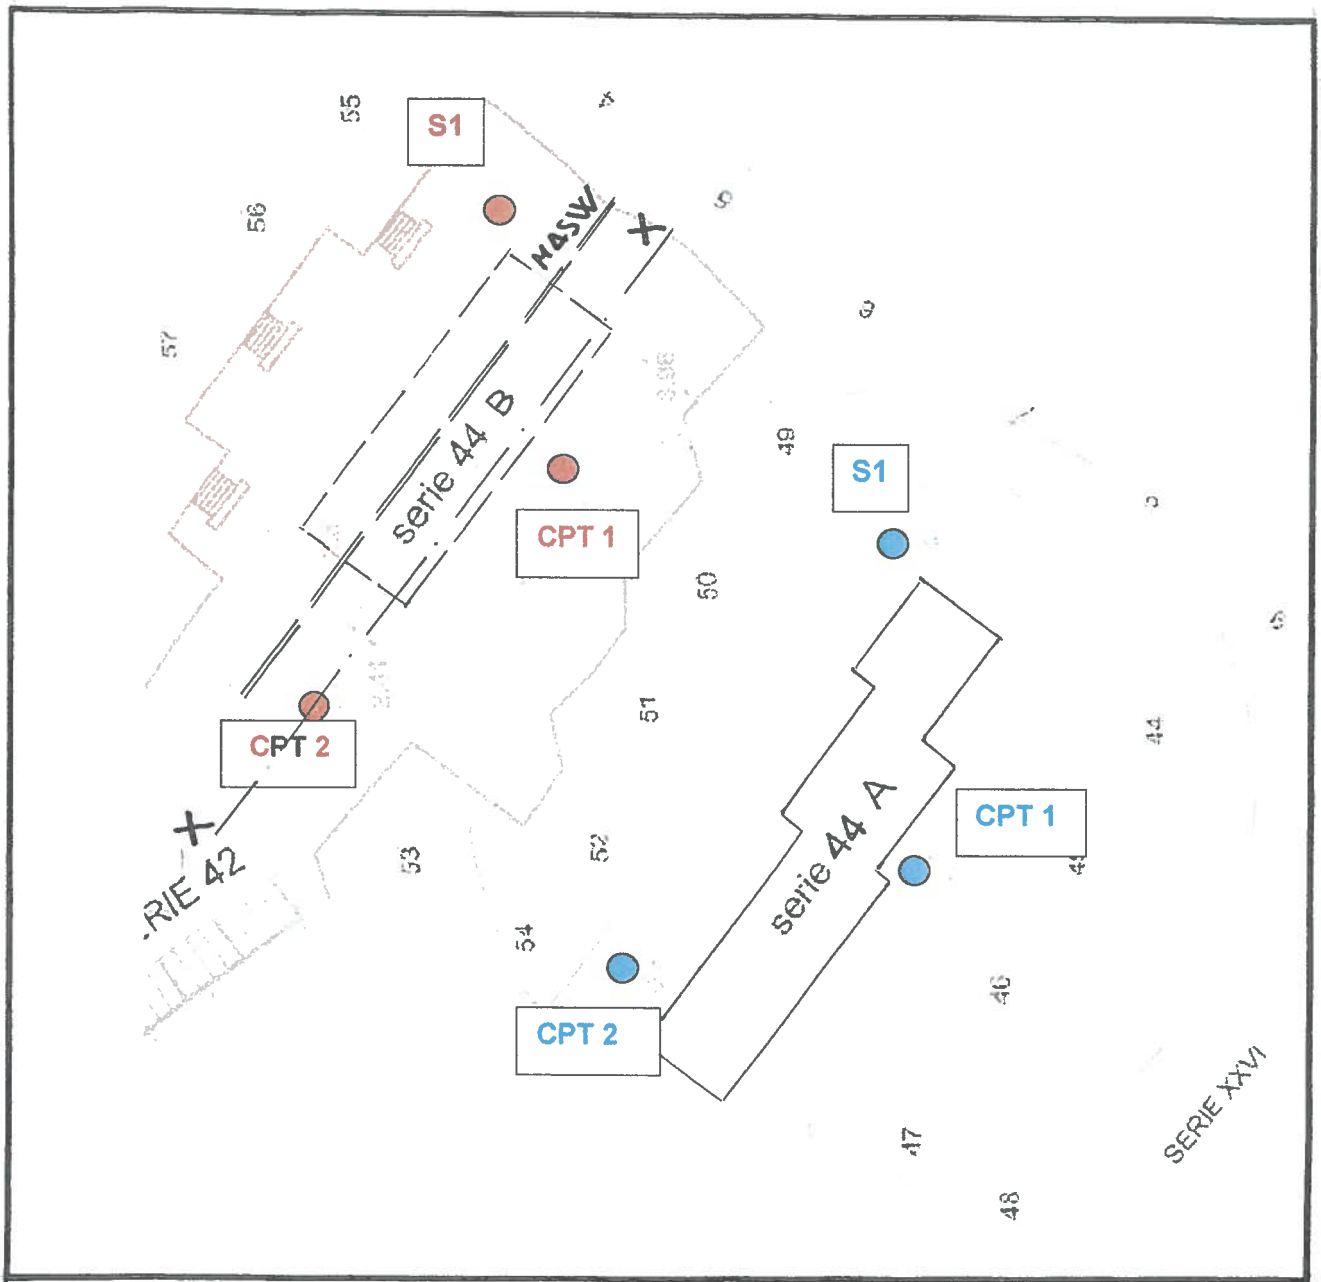 55
S1
56
MASW
X
57
serie 44 B
49
S1
CPT 1
50
51
44
CPT 2
CPT 1
X
.RIE 42
53
52
serie 44 A
54
46
CPT 2
47
SERIE XXVI
48